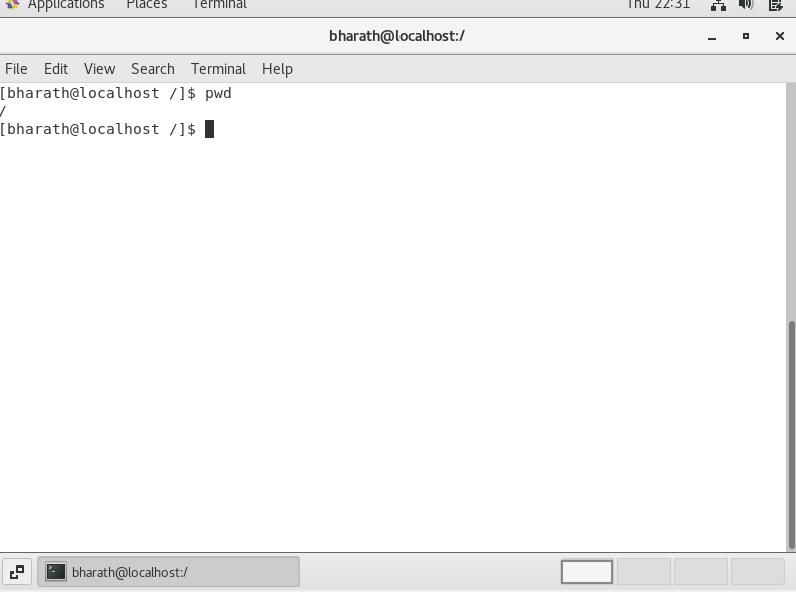 Applications Places Terminal Thu 22:31
bharath@localhost:/
File Edit View Search Terminal Help
[bharath@localhost /]$ pwd
/
[bharath@localhost /]$
bharath@localhost:/